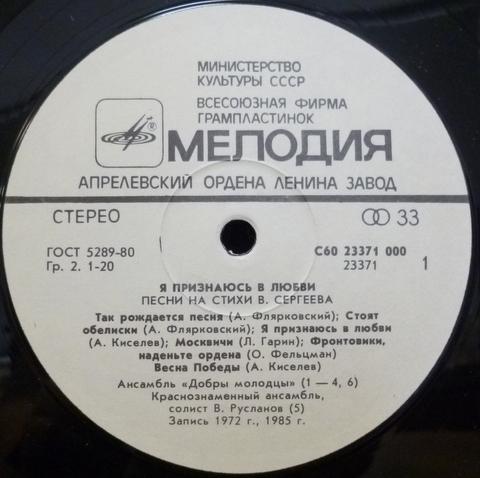 МИНИСТЕРСТВО
КУЛЬТУРЫ СССР
ВСЕСОЮЗНАЯ ФИРМА
ГРАМПЛАСТИНОК
МЕЛОДИЯ
АПРЕЛЕВСКИЙ ОРДЕНА ЛЕНИНА ЗАВОД
СТЕРЕО 33
ГОСТ 5289-80 С60 23371 000
Гр. 2. 1-20 23371 1
Я ПРИЗНАЮСЬ В ЛЮБВИ
ПЕСНИ НА СТИХИ В. СЕРГЕЕВА
Так рождается песня (А. Флярковский); Стоят
обелиски (А. Флярковский); Я признаюсь в любви
(А. Киселев); Москвичи (Л. Гарин); Фронтовики,
наденьте ордена (О. Фельцман)
Весна Победы (А. Киселев)
Ансамбль «Добры молодцы» (1 — 4, 6)
Краснознаменный ансамбль,
солист В. Русланов (5)
Запись 1972 г., 1985 г.